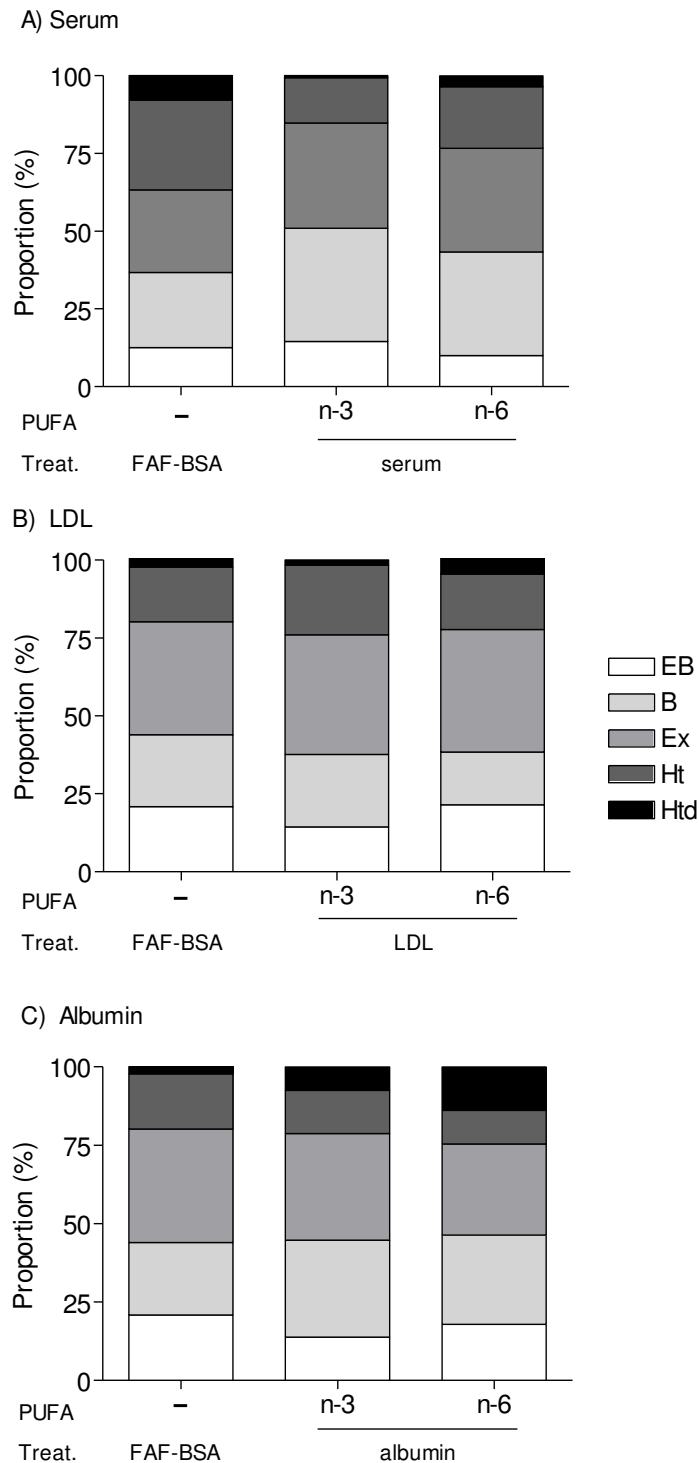 A) Serum
100
75
50
25
0
Proportion (%)
PUFA – n-3 n-6
Treat. FAF-BSA serum
B) LDL
100
75
50
25
0
Proportion (%)
PUFA – n-3 n-6
Treat. FAF-BSA LDL
EB
B
Ex
Ht
Htd
C) Albumin
100
75
50
25
0
Proportion (%)
PUFA – n-3 n-6
Treat. FAF-BSA albumin